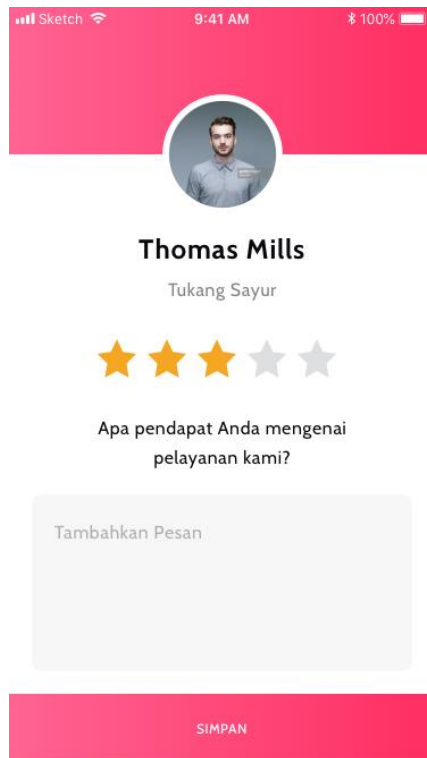 Sketch 9:41 AM 100%
Thomas Mills
Tukang Sayur
Apa pendapat Anda mengenai
pelayanan kami?
Tambahkan Pesan
SIMPAN